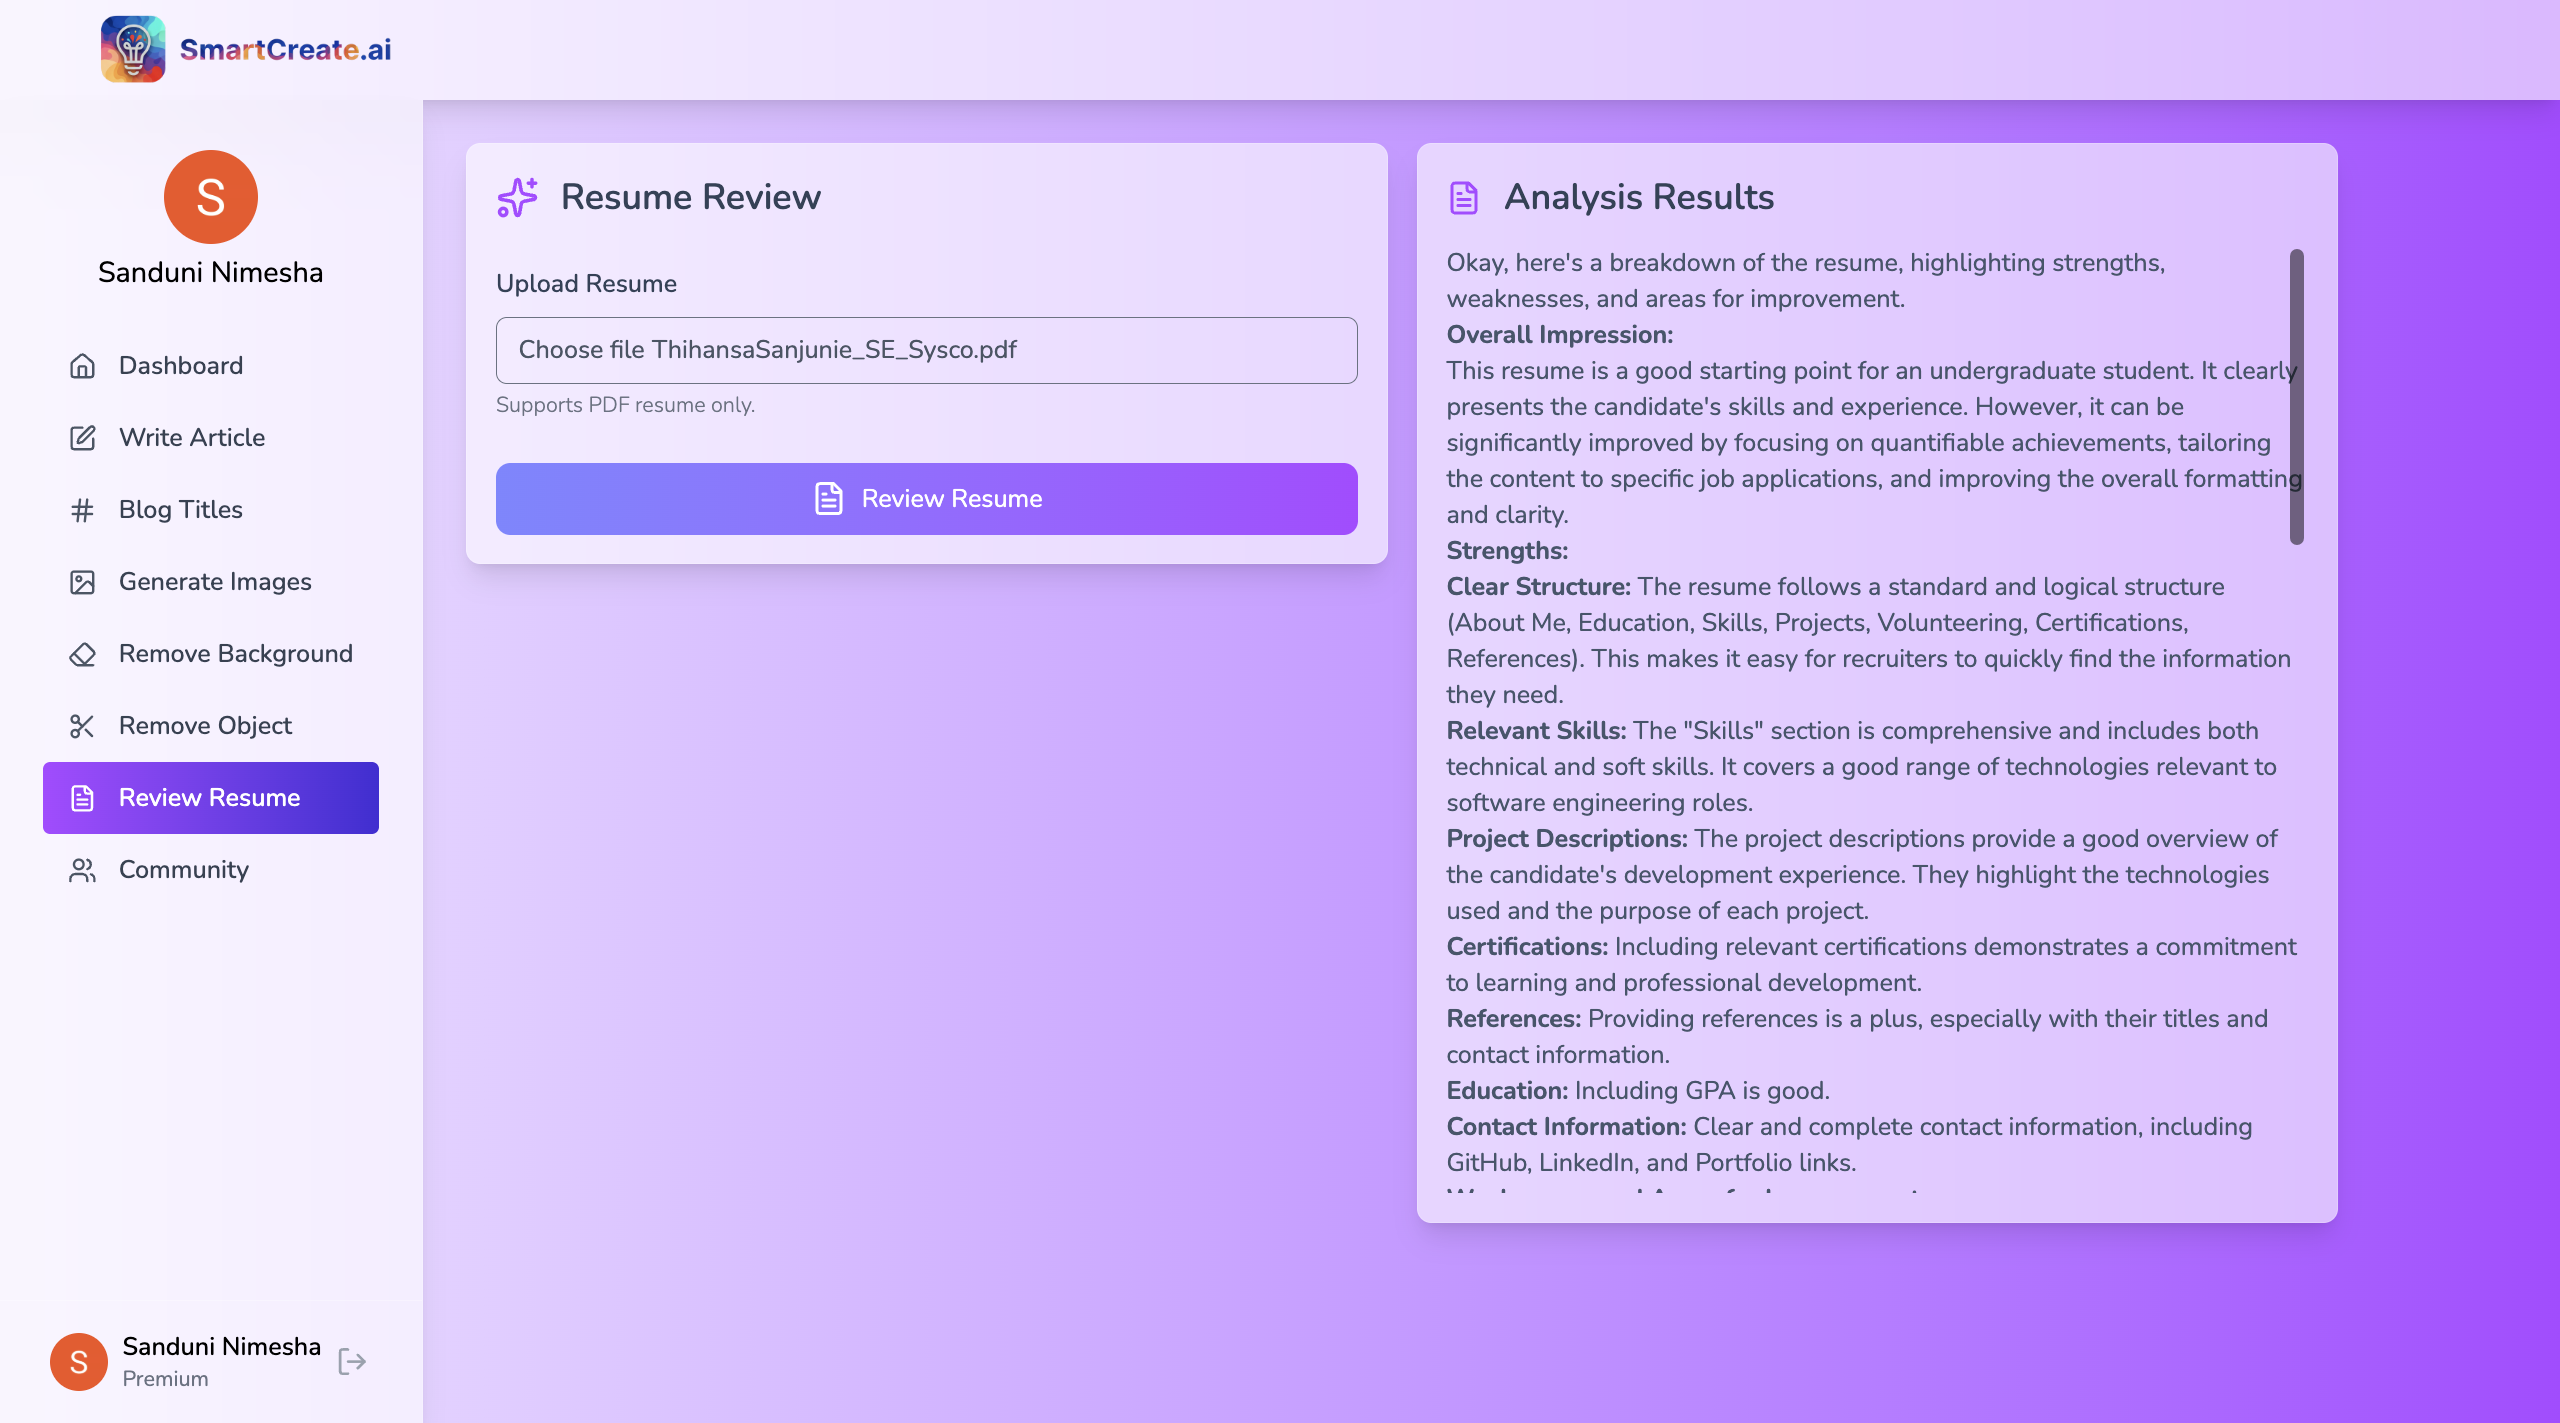 SmartCreate.ai
S
Sanduni Nimesha
Dashboard
Write Article
Blog Titles
Generate Images
Remove Background
Remove Object
Review Resume
Community
S
Sanduni Nimesha
Premium
Resume Review
Upload Resume
Choose file ThihansaSanjunie_SE_Sysco.pdf
Supports PDF resume only.
Review Resume
Analysis Results
Okay, here's a breakdown of the resume, highlighting strengths,
weaknesses, and areas for improvement.
Overall Impression:
This resume is a good starting point for an undergraduate student. It clearly
presents the candidate's skills and experience. However, it can be
significantly improved by focusing on quantifiable achievements, tailoring
the content to specific job applications, and improving the overall formatting
and clarity.
Strengths:
Clear Structure: The resume follows a standard and logical structure
(About Me, Education, Skills, Projects, Volunteering, Certifications,
References). This makes it easy for recruiters to quickly find the information
they need.
Relevant Skills: The "Skills" section is comprehensive and includes both
technical and soft skills. It covers a good range of technologies relevant to
software engineering roles.
Project Descriptions: The project descriptions provide a good overview of
the candidate's development experience. They highlight the technologies
used and the purpose of each project.
Certifications: Including relevant certifications demonstrates a commitment
to learning and professional development.
References: Providing references is a plus, especially with their titles and
contact information.
Education: Including GPA is good.
Contact Information: Clear and complete contact information, including
GitHub, LinkedIn, and Portfolio links.